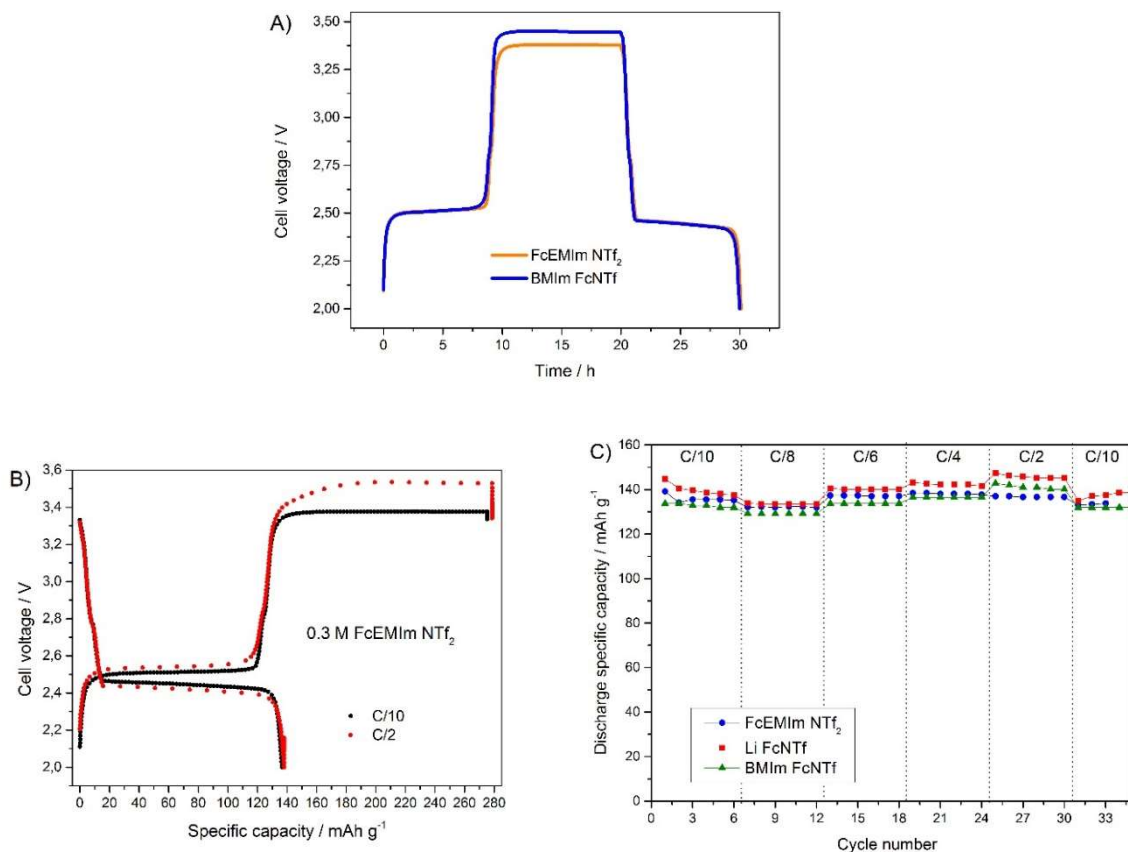 A)
Cell voltage / V
3,50
3,25
3,00
2,75
2,50
2,25
2,00
FcEMIm NTf₂
BMIm FcNTf
0 5 10 15 20 25 30
Time / h
B)
Cell voltage / V
3,6
3,4
3,2
3,0
2,8
2,6
2,4
2,2
2,0
0.3 M FcEMIm NTf₂
C/10
C/2
0 20 40 60 80 100 120 140 160 180 200 220 240 260 280
Specific capacity / mAh g⁻¹
C)
Discharge specific capacity / mAh g⁻¹
160
140
120
100
80
60
40
20
0
C/10 C/8 C/6 C/4 C/2 C/10
FcEMIm NTf₂
Li FcNTf
BMIm FcNTf
0 3 6 9 12 15 18 21 24 27 30 33
Cycle number